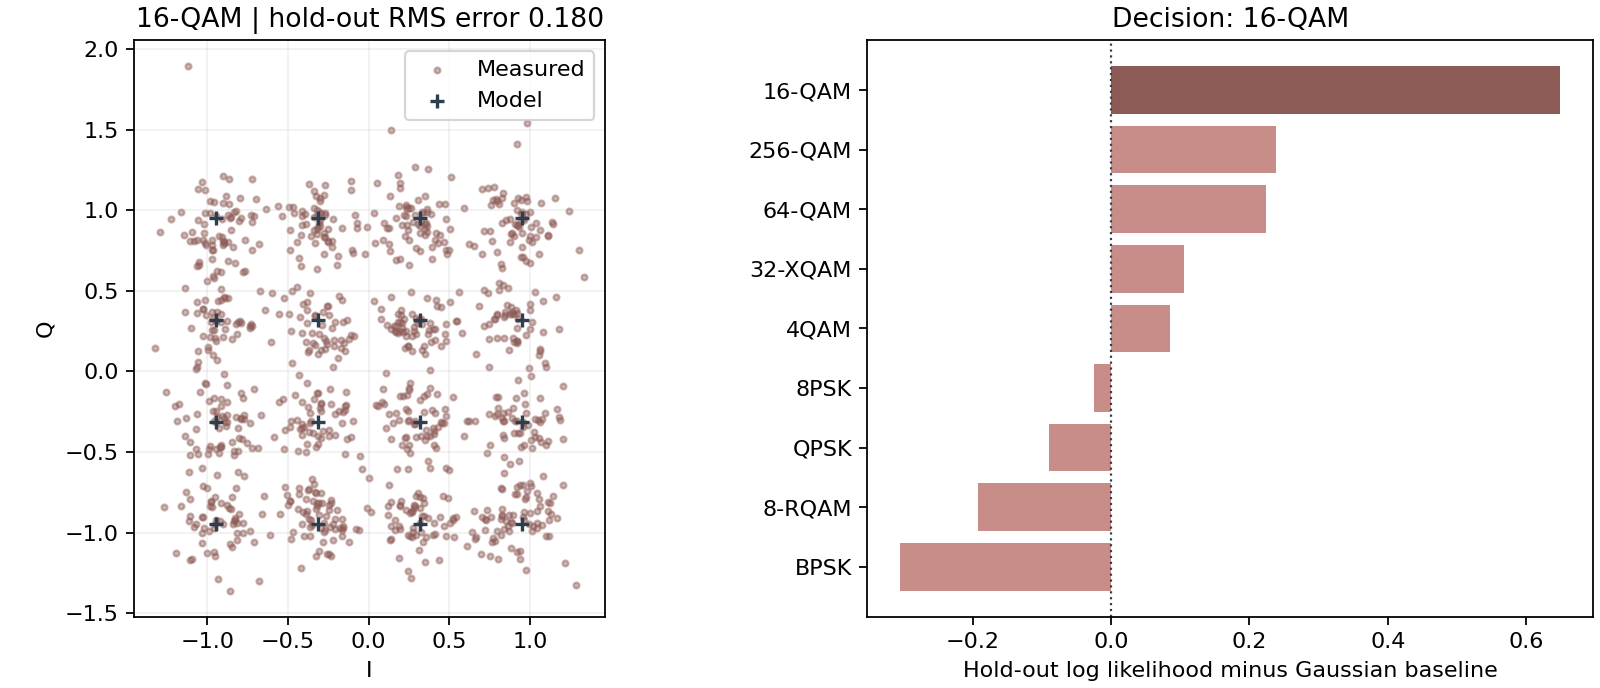 16-QAM | hold-out RMS error 0.180
Measured
Model
2.0
1.5
1.0
0.5
0.0
−0.5
−1.0
−1.5
Q
−1.0
−0.5
0.0
0.5
1.0
I
Decision: 16-QAM
16-QAM
256-QAM
64-QAM
32-XQAM
4QAM
8PSK
QPSK
8-RQAM
BPSK
−0.2
0.0
0.2
0.4
0.6
Hold-out log likelihood minus Gaussian baseline